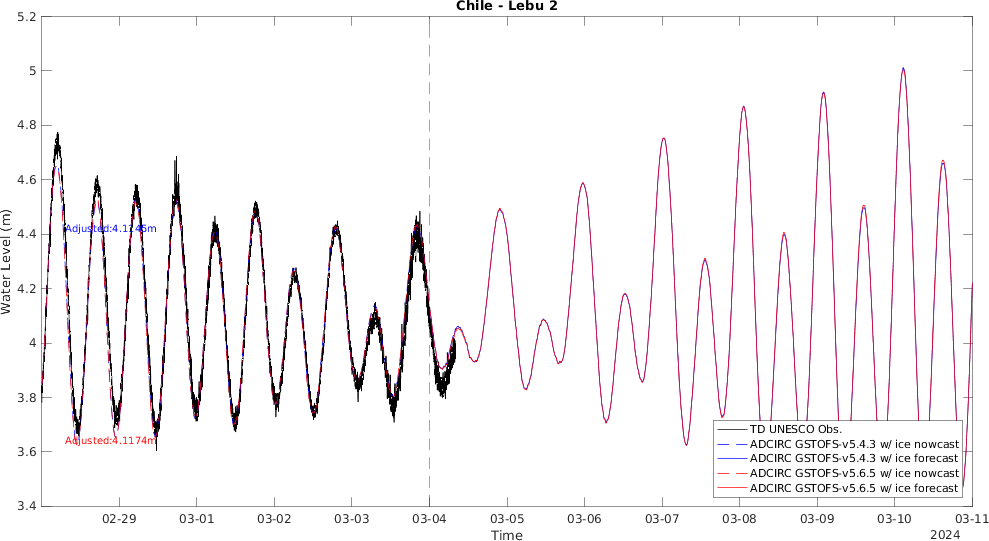 Chile - Lebu 2
5.2
5
4.8
4.6
4.4
4.2
4
3.8
3.6
3.4
Water Level (m)
Adjusted:4.1146m
Adjusted:4.1174m
TD UNESCO Obs.
ADCIRC GSTOFS-v5.4.3 w/ ice nowcast
ADCIRC GSTOFS-v5.4.3 w/ ice forecast
ADCIRC GSTOFS-v5.6.5 w/ ice nowcast
ADCIRC GSTOFS-v5.6.5 w/ ice forecast
02-29 03-01 03-02 03-03 03-04 03-05 03-06 03-07 03-08 03-09 03-10 03-11
Time
2024